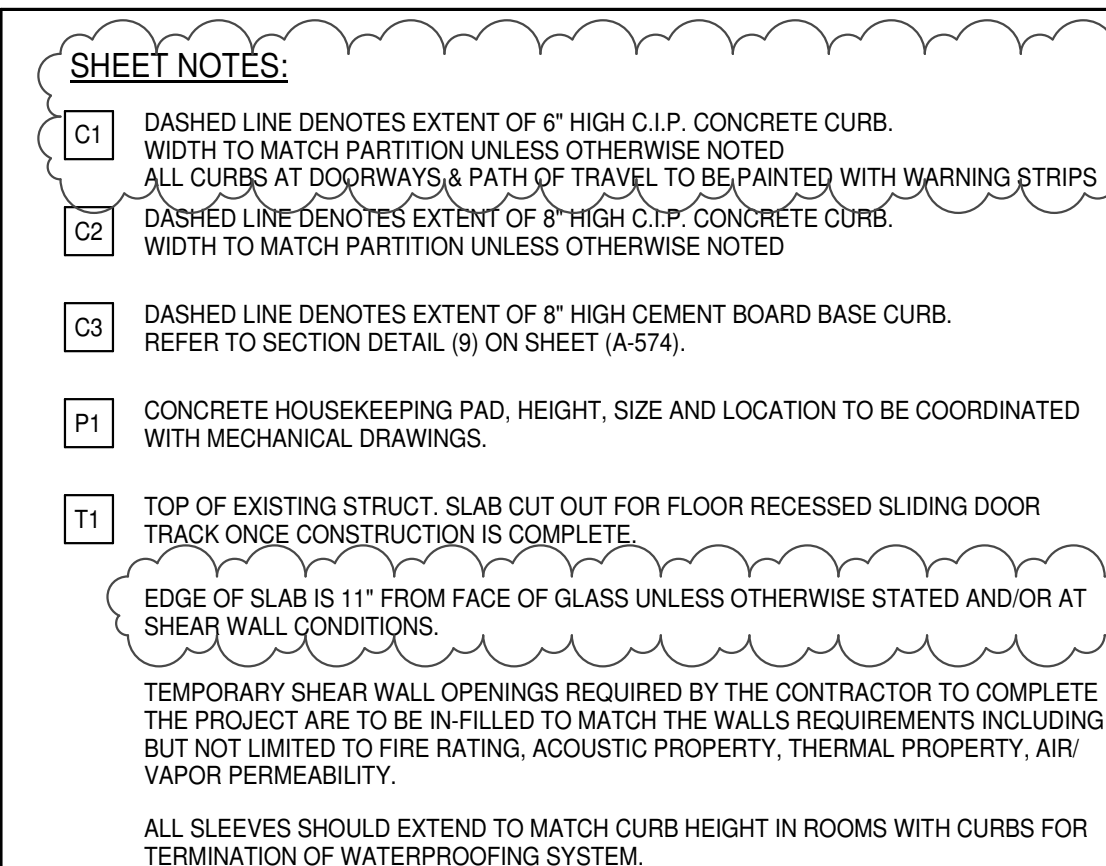 SHEET NOTES:
C1 DASHED LINE DENOTES EXTENT OF 6" HIGH C.I.P. CONCRETE CURB.
WIDTH TO MATCH PARTITION UNLESS OTHERWISE NOTED
ALL CURBS AT DOORWAYS & PATH OF TRAVEL TO BE PAINTED WITH WARNING STRIPS
C2 DASHED LINE DENOTES EXTENT OF 8" HIGH C.I.P. CONCRETE CURB.
WIDTH TO MATCH PARTITION UNLESS OTHERWISE NOTED
C3 DASHED LINE DENOTES EXTENT OF 8" HIGH CEMENT BOARD BASE CURB.
REFER TO SECTION DETAIL (9) ON SHEET (A-574).
P1 CONCRETE HOUSEKEEPING PAD, HEIGHT, SIZE AND LOCATION TO BE COORDINATED
WITH MECHANICAL DRAWINGS.
T1 TOP OF EXISTING STRUCT. SLAB CUT OUT FOR FLOOR RECESSED SLIDING DOOR
TRACK ONCE CONSTRUCTION IS COMPLETE.
EDGE OF SLAB IS 11" FROM FACE OF GLASS UNLESS OTHERWISE STATED AND/OR AT
SHEAR WALL CONDITIONS.
TEMPORARY SHEAR WALL OPENINGS REQUIRED BY THE CONTRACTOR TO COMPLETE
THE PROJECT ARE TO BE IN-FILLED TO MATCH THE WALLS REQUIREMENTS INCLUDING
BUT NOT LIMITED TO FIRE RATING, ACOUSTIC PROPERTY, THERMAL PROPERTY, AIR/
VAPOR PERMEABILITY.
ALL SLEEVES SHOULD EXTEND TO MATCH CURB HEIGHT IN ROOMS WITH CURBS FOR
TERMINATION OF WATERPROOFING SYSTEM.